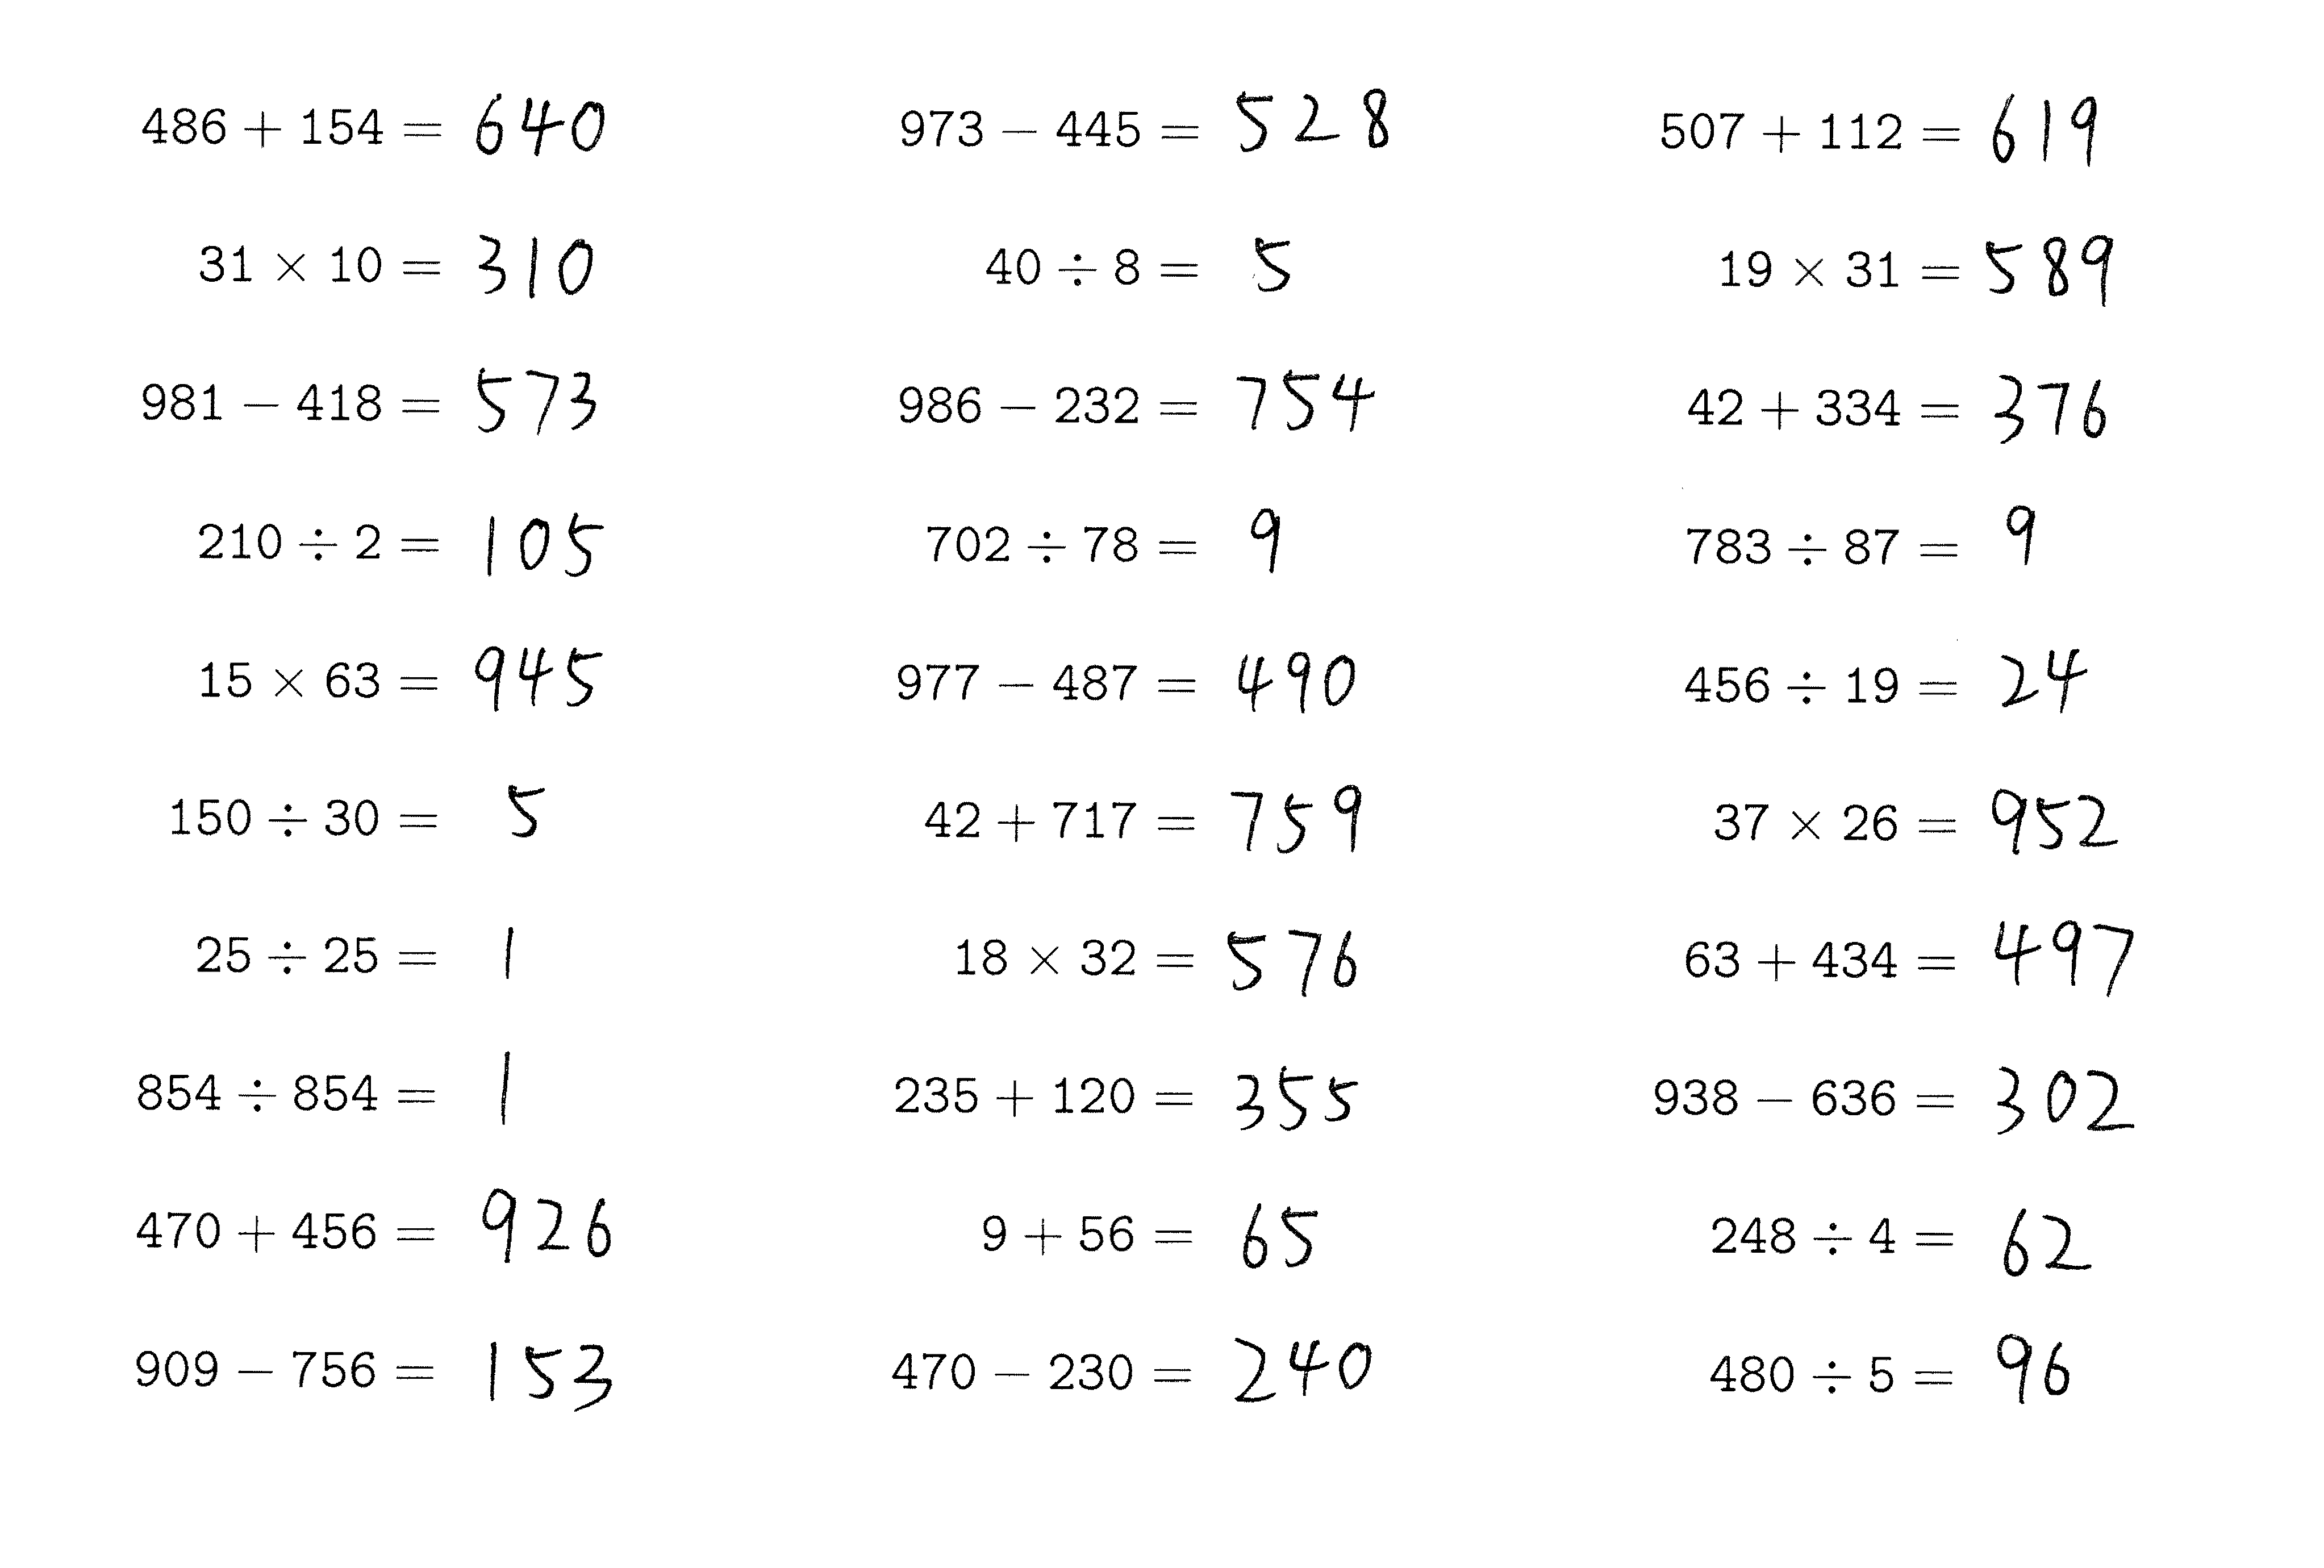 486 + 154 = 640
31 × 10 = 310
981 − 418 = 573
210 ÷ 2 = 105
15 × 63 = 945
150 ÷ 30 = 5
25 ÷ 25 = 1
854 ÷ 854 = 1
470 + 456 = 926
909 − 756 = 153
973 − 445 = 528
40 ÷ 8 = 5
986 − 232 = 754
702 ÷ 78 = 9
977 − 487 = 490
42 + 717 = 759
18 × 32 = 576
235 + 120 = 355
9 + 56 = 65
470 − 230 = 240
507 + 112 = 619
19 × 31 = 589
42 + 334 = 376
783 ÷ 87 = 9
456 ÷ 19 = 24
37 × 26 = 952
63 + 434 = 497
938 − 636 = 302
248 ÷ 4 = 62
480 ÷ 5 = 96